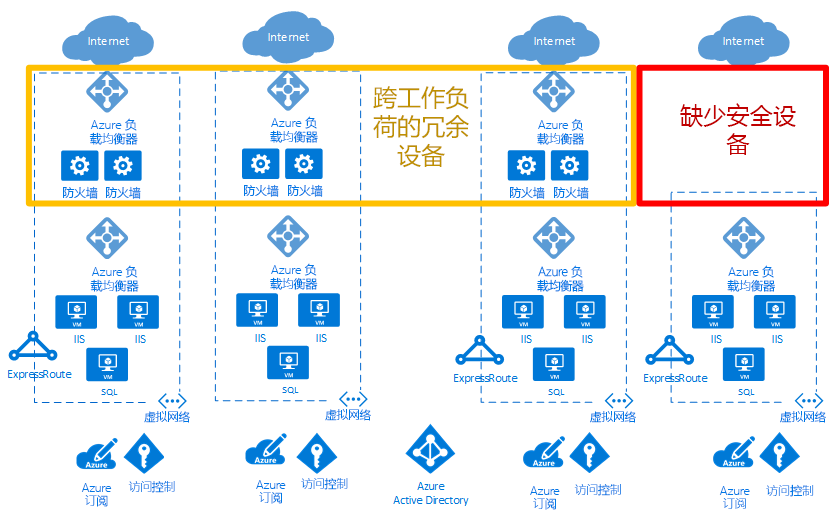 Internet
Internet
Internet
Internet
Azure 负
载均衡器
防火墙 防火墙
Azure 负
载均衡器
防火墙 防火墙
跨工作负
荷的冗余
设备
Azure 负
载均衡器
防火墙 防火墙
缺少安全设
备
Azure 负
载均衡器
VM VM
IIS IIS
VM
SQL
ExpressRoute
虚拟网络
Azure 负
载均衡器
VM VM
IIS IIS
VM
SQL
虚拟网络
Azure 负
载均衡器
VM VM
IIS IIS
VM
SQL
ExpressRoute
虚拟网络
Azure 负
载均衡器
VM VM
IIS IIS
VM
SQL
ExpressRoute
虚拟网络
Azure
Azure
订阅
访问控制
Azure
Azure
订阅
访问控制
Azure
Active Directory
Azure
Azure
订阅
访问控制
Azure
Azure
订阅
访问控制